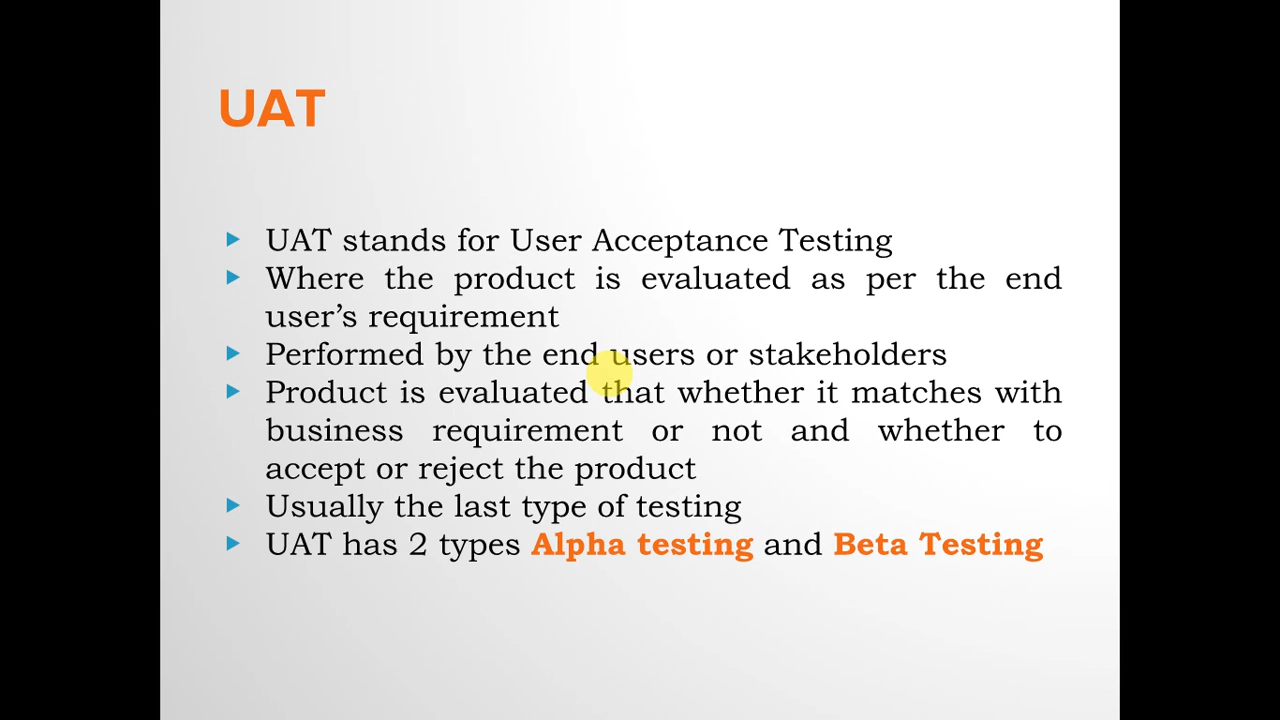 UAT
UAT stands for User Acceptance Testing
Where the product is evaluated as per the end
user’s requirement
Performed by the end users or stakeholders
Product is evaluated that whether it matches with
business requirement or not and whether to
accept or reject the product
Usually the last type of testing
UAT has 2 types Alpha testing and Beta Testing